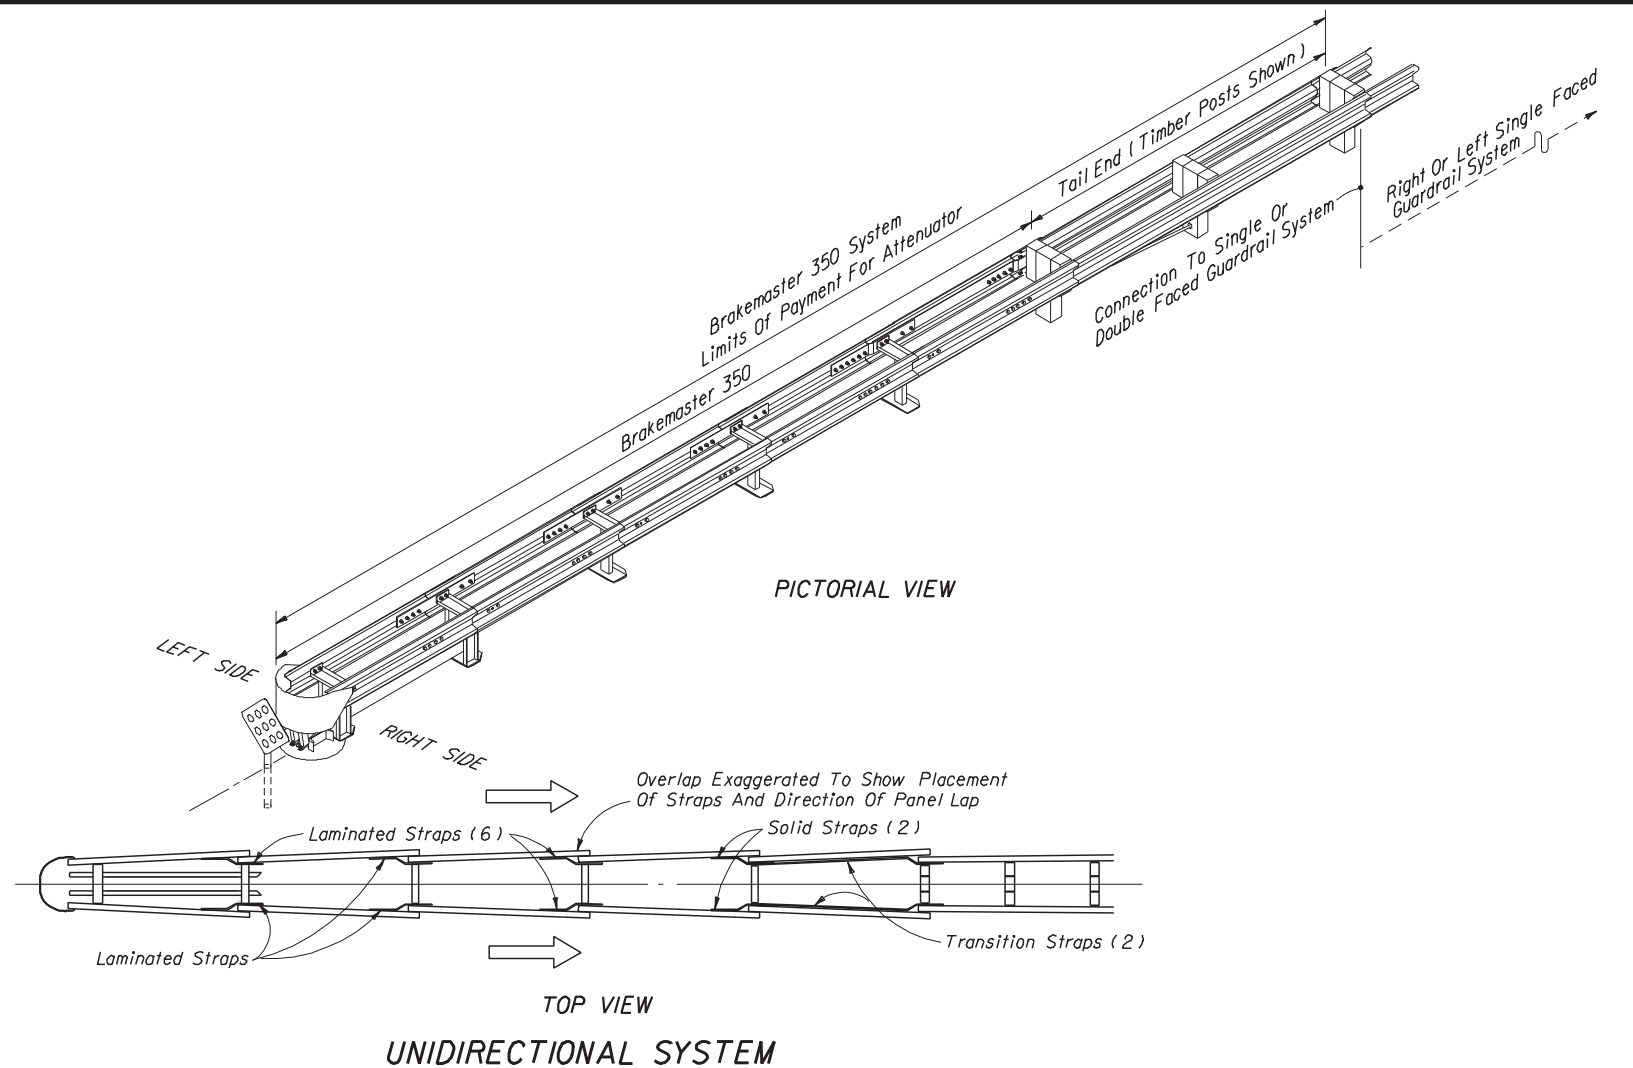 Tail End ( Timber Posts Shown )
Right Or Left Single Faced
Guardrail System
Brakemaster 350 System
Limits Of Payment For Attenuator
Connection To Single Or
Double Faced Guardrail System
Brakemaster 350
PICTORIAL VIEW
LEFT SIDE
RIGHT SIDE
Overlap Exaggerated To Show Placement
Of Straps And Direction Of Panel Lap
Laminated Straps ( 6 )
Solid Straps ( 2 )
Transition Straps ( 2 )
Laminated Straps
TOP VIEW
UNIDIRECTIONAL SYSTEM